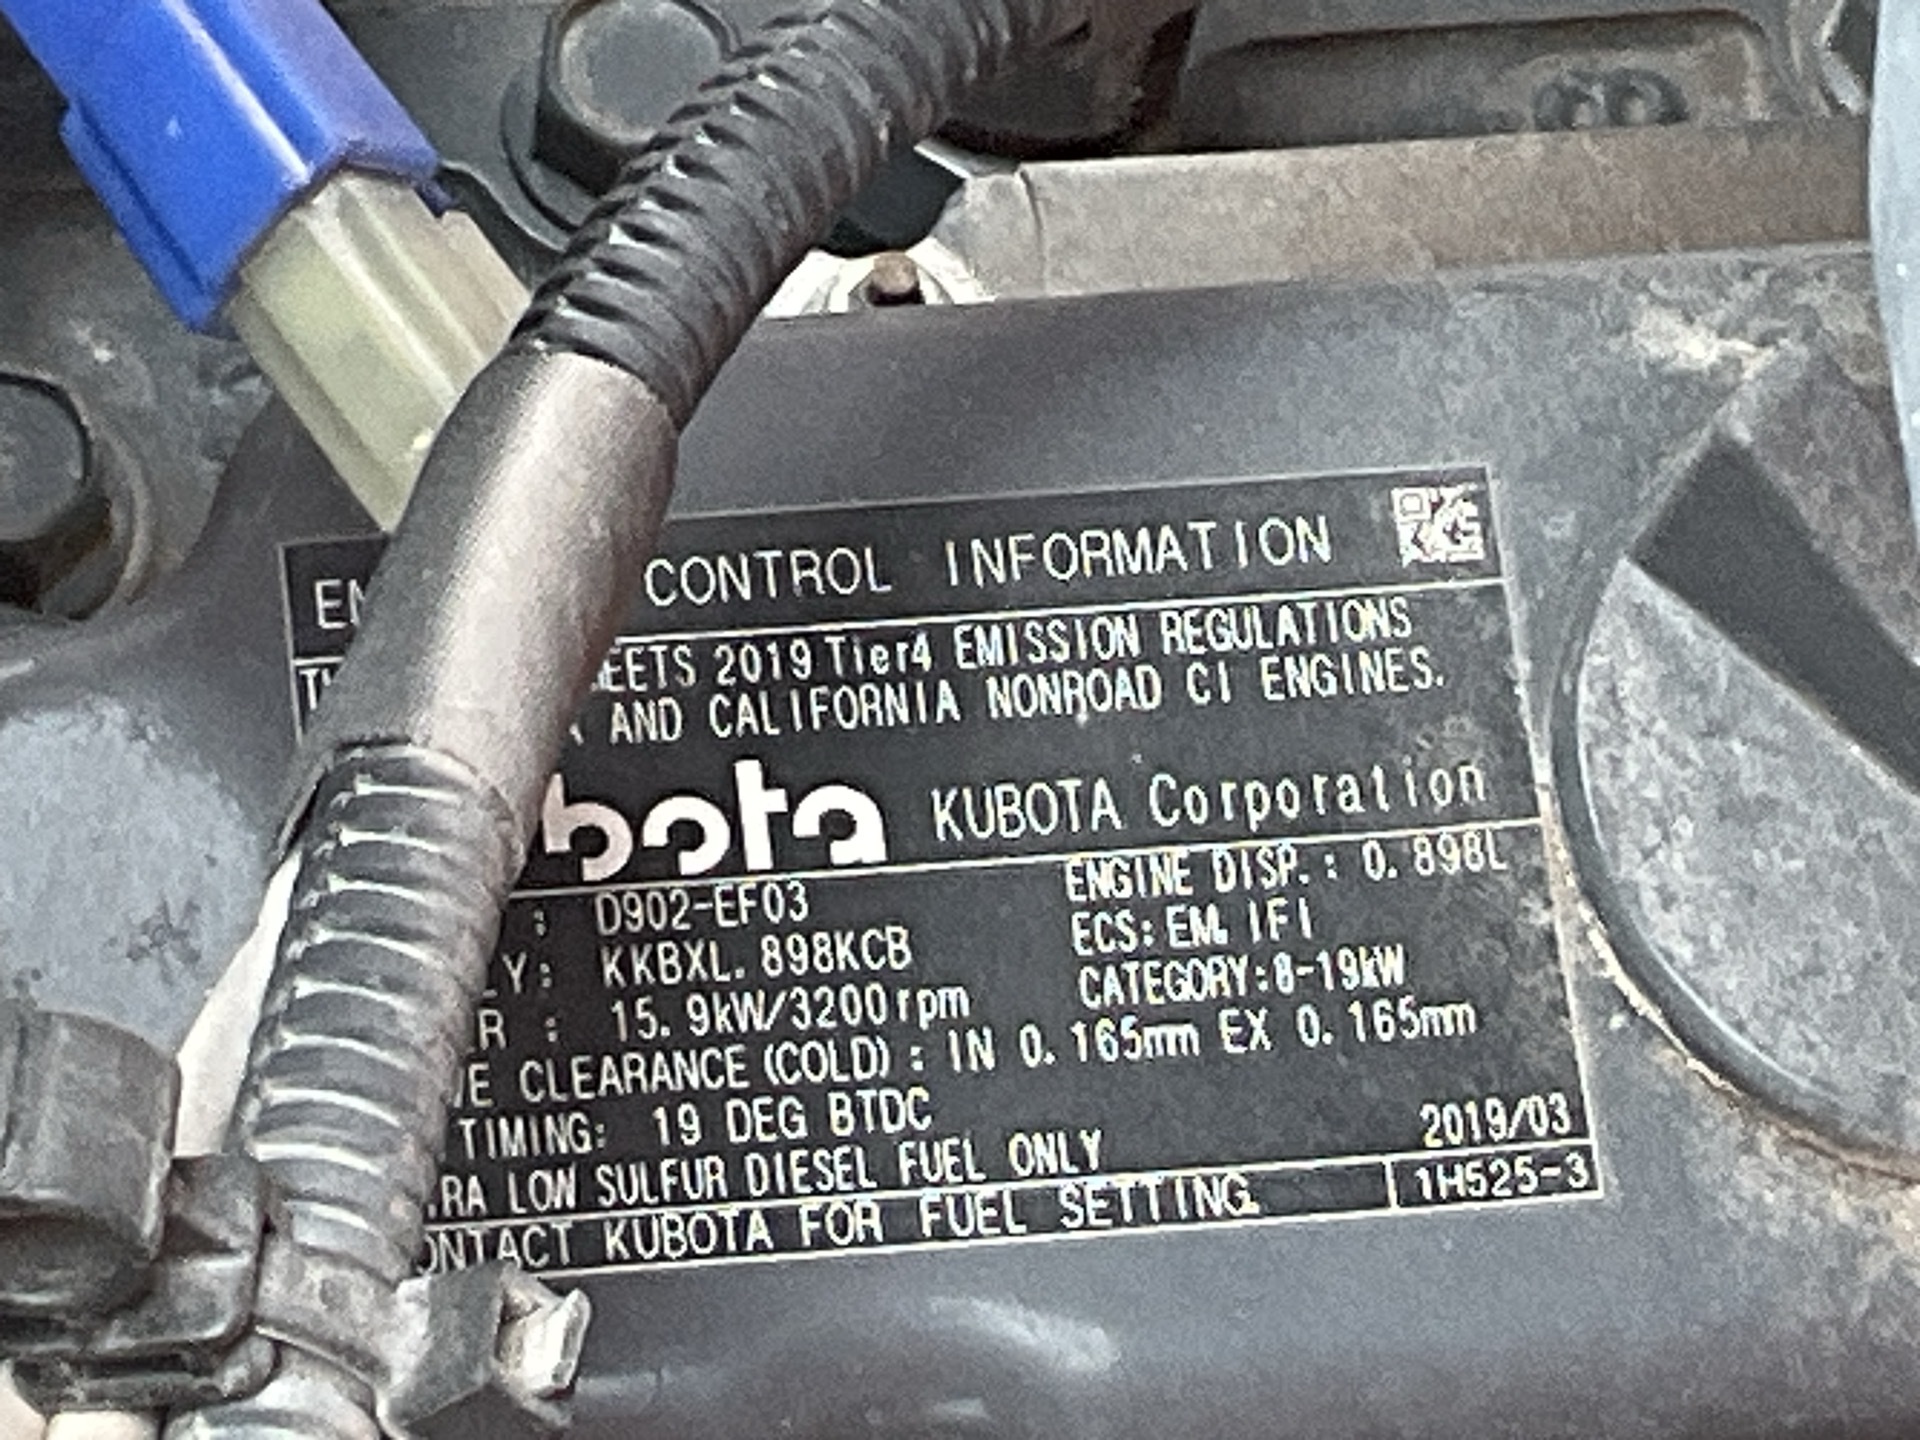 CONTROL INFORMATION
2019 Tier4 EMISSION REGULATIONS
AND CALIFORNIA NONROAD CI ENGINES.
bota KUBOTA Corporation
: D902-EF03 ENGINE DISP. : 0. 898L
Y: KKBXL. 898KCB ECS: EM. IFI
R : 15. 9kW/3200rpm CATEGORY:8-19kW
CLEARANCE (COLD) : IN 0. 165mm EX 0. 165mm
TIMING: 19 DEG BTDC
2019/03
RA LOW SULFUR DIESEL FUEL ONLY
ONTACT KUBOTA FOR FUEL SETTING. 1H525-3